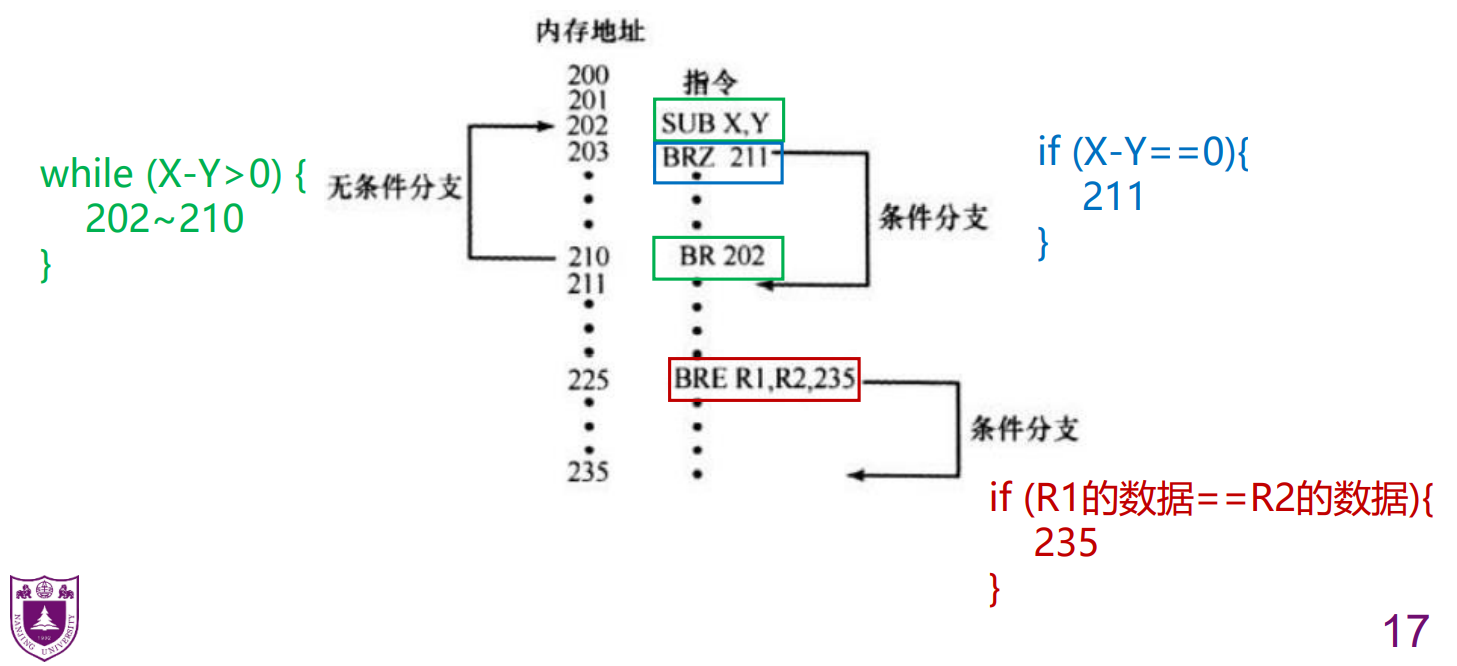 内存地址
200
指令
201
202
SUB X,Y
203
BRZ 211
while (X-Y>0) {
202~210
}
无条件分支
if (X-Y==0){
211
}
条件分支
210
BR 202
211
225
BRE R1,R2,235
条件分支
235
if (R1的数据==R2的数据){
235
}
NANJING UNIVERSITY
1902
17